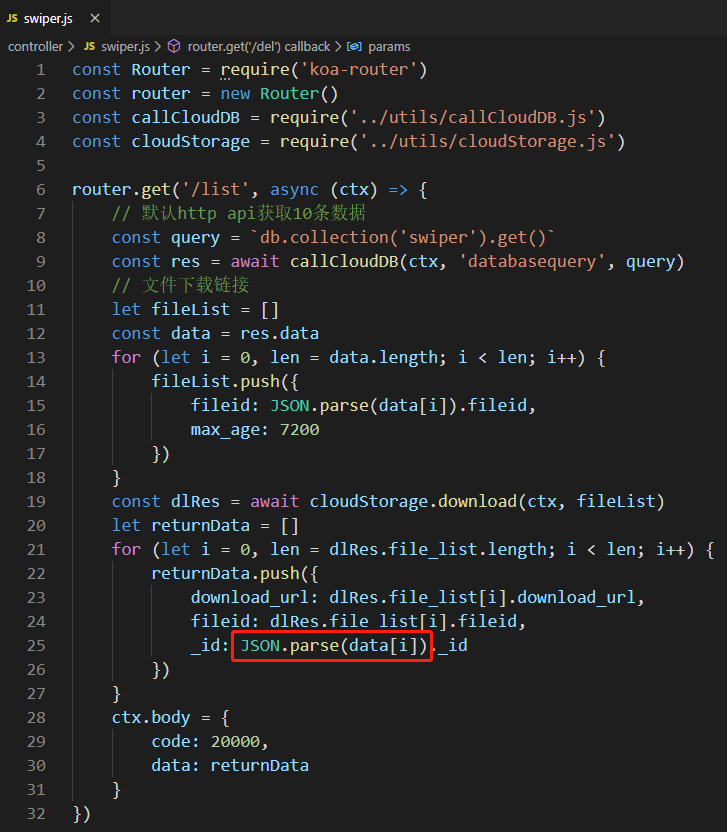 JS swiper.js ×
controller > JS swiper.js > router.get('/del') callback > params
1 const Router = require('koa-router')
2 const router = new Router()
3 const callCloudDB = require('../utils/callCloudDB.js')
4 const cloudStorage = require('../utils/cloudStorage.js')
5
6 router.get('/list', async (ctx) => {
7 // 默认http api获取10条数据
8 const query = `db.collection('swiper').get()`
9 const res = await callCloudDB(ctx, 'databasequery', query)
10 // 文件下载链接
11 let fileList = []
12 const data = res.data
13 for (let i = 0, len = data.length; i < len; i++) {
14 fileList.push({
15 fileid: JSON.parse(data[i]).fileid,
16 max_age: 7200
17 })
18 }
19 const dlRes = await cloudStorage.download(ctx, fileList)
20 let returnData = []
21 for (let i = 0, len = dlRes.file_list.length; i < len; i++) {
22 returnData.push({
23 download_url: dlRes.file_list[i].download_url,
24 fileid: dlRes.file_list[i].fileid,
25 _id: JSON.parse(data[i])._id
26 })
27 }
28 ctx.body = {
29 code: 20000,
30 data: returnData
31 }
32 })